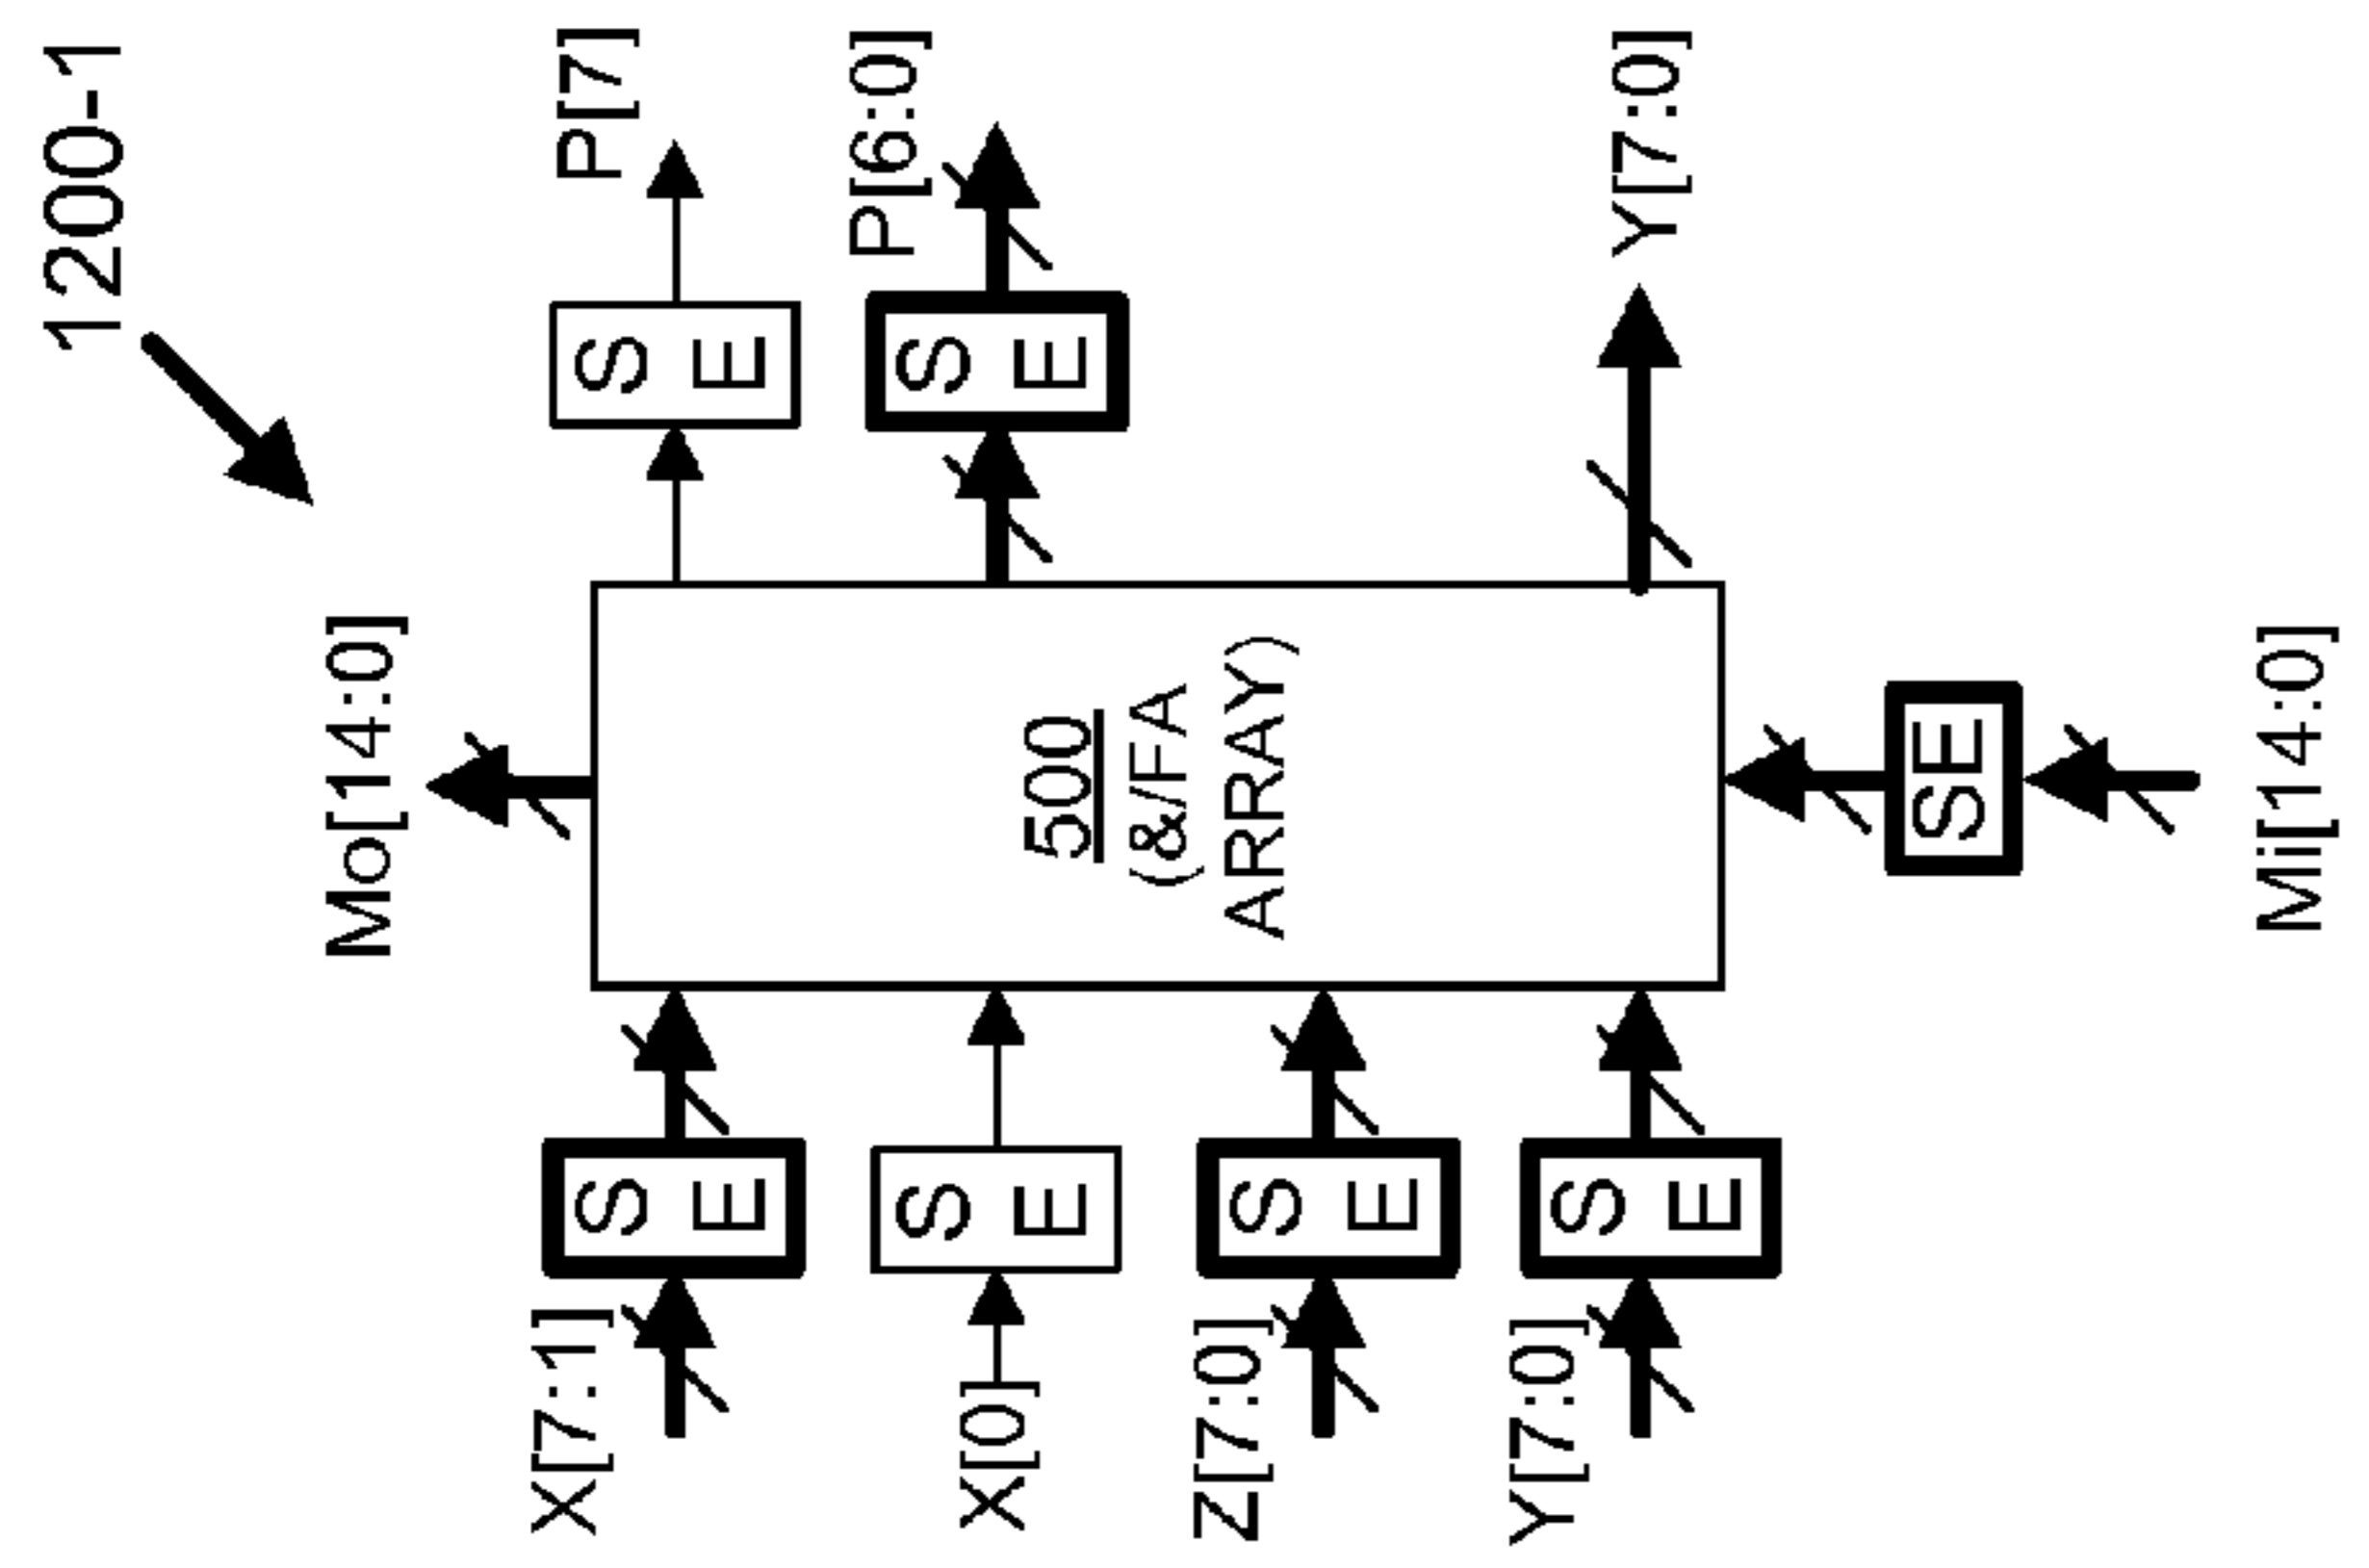 1200-1
Mo[14:0]
X[7:1]
S
E
S
E
P[7]
X[0]
S
E
S
E
P[6:0]
500
(&/FA
ARRAY)
Z[7:0]
S
E
Y[7:0]
S
E
Y[7:0]
SE
Mi[14:0]